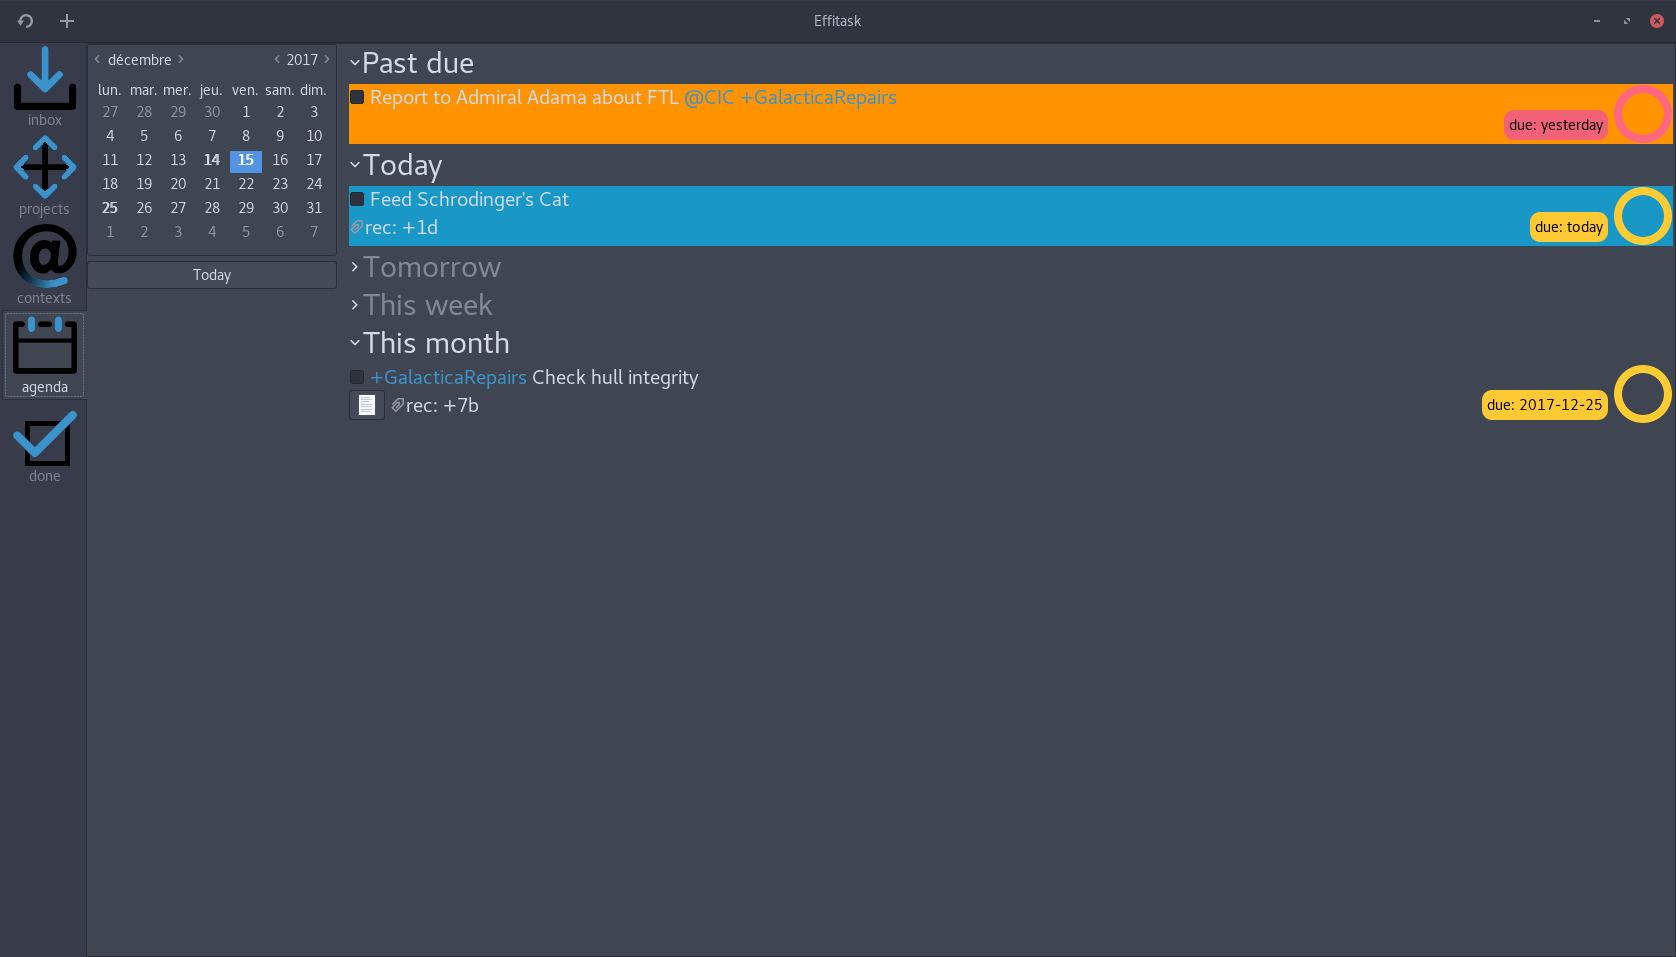 Effitask
inbox
projects
@
contexts
agenda
done
décembre 2017
lun. mar. mer. jeu. ven. sam. dim.
27 28 29 30 1 2 3
4 5 6 7 8 9 10
11 12 13 14 15 16 17
18 19 20 21 22 23 24
25 26 27 28 29 30 31
1 2 3 4 5 6 7
Today
Past due
Report to Admiral Adama about FTL @CIC +GalacticaRepairs
due: yesterday
Today
Feed Schrodinger's Cat
rec: +1d
due: today
Tomorrow
This week
This month
+GalacticaRepairs Check hull integrity
rec: +7b
due: 2017-12-25